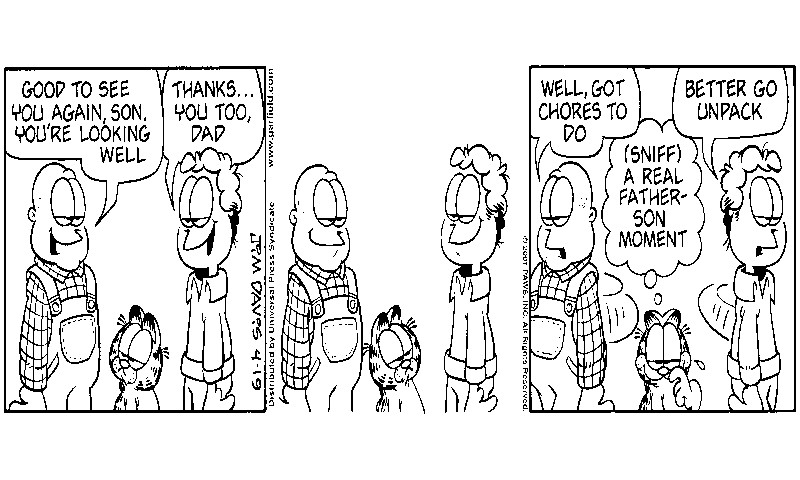 GOOD TO SEE
YOU AGAIN, SON.
YOU'RE LOOKING
WELL
THANKS...
YOU TOO,
DAD
www.garfield.com
Distributed by Universal Press Syndicate
JIM DAVIS 4-19
WELL, GOT
CHORES TO
DO
(SNIFF)
A REAL
FATHER-
SON
MOMENT
BETTER GO
UNPACK
© 2001 PAWS, INC. All Rights Reserved.